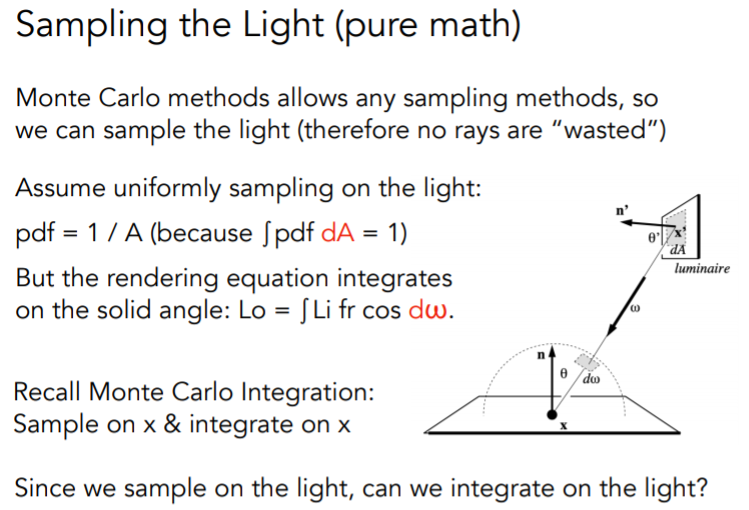 Sampling the Light (pure math)
Monte Carlo methods allows any sampling methods, so
we can sample the light (therefore no rays are “wasted”)
Assume uniformly sampling on the light:
pdf = 1 / A (because ∫pdf dA = 1)
But the rendering equation integrates
on the solid angle: Lo = ∫Li fr cos dω.
Recall Monte Carlo Integration:
Sample on x & integrate on x
n'
θ'
x'
dA
luminaire
ω
n
θ
dω
x
Since we sample on the light, can we integrate on the light?